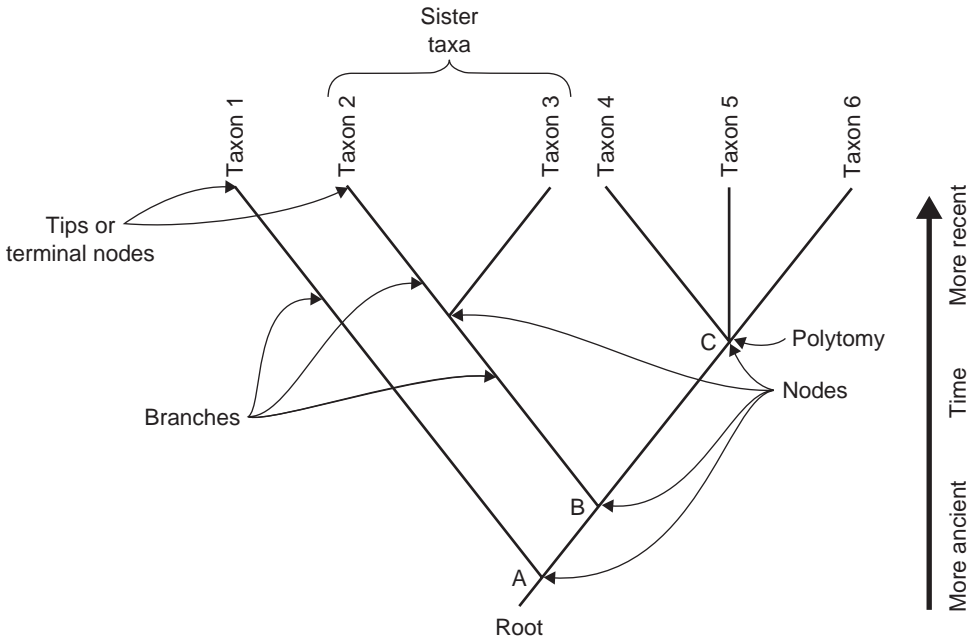 Sister
taxa
Taxon 1
Taxon 2
Taxon 3
Taxon 4
Taxon 5
Taxon 6
Tips or
terminal nodes
Branches
C
Polytomy
Nodes
B
A
Root
More recent
Time
More ancient